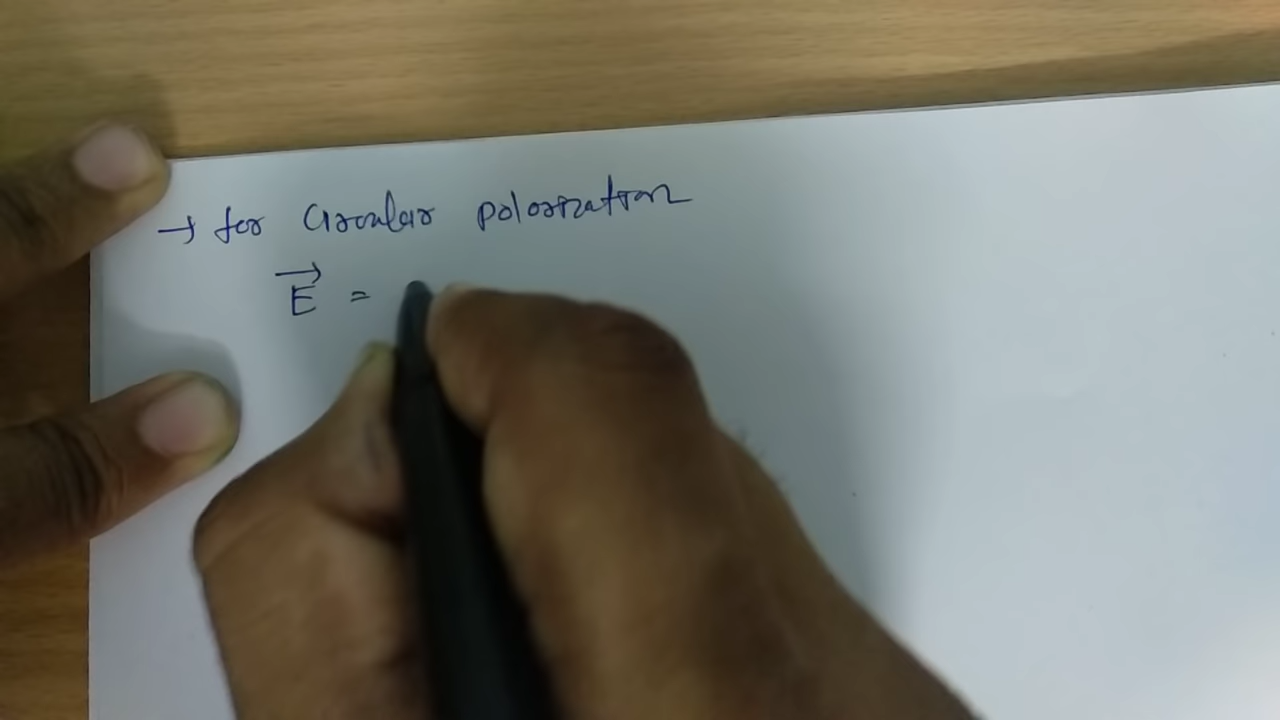 → for Circular polarization
E⃗ =